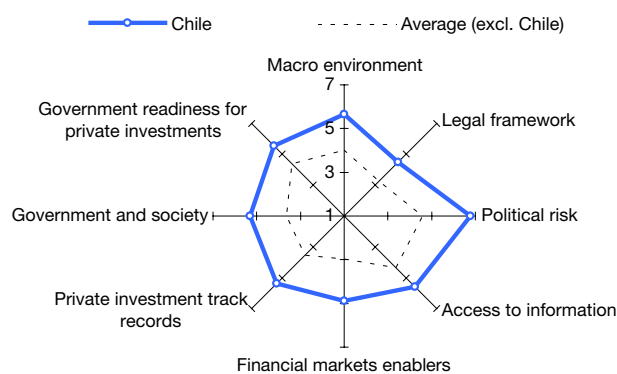 Chile
Average (excl. Chile)
Macro environment
7
Government readiness for
private investments
Legal framework
5
3
Government and society
1
Political risk
Private investment track
records
Access to information
Financial markets enablers